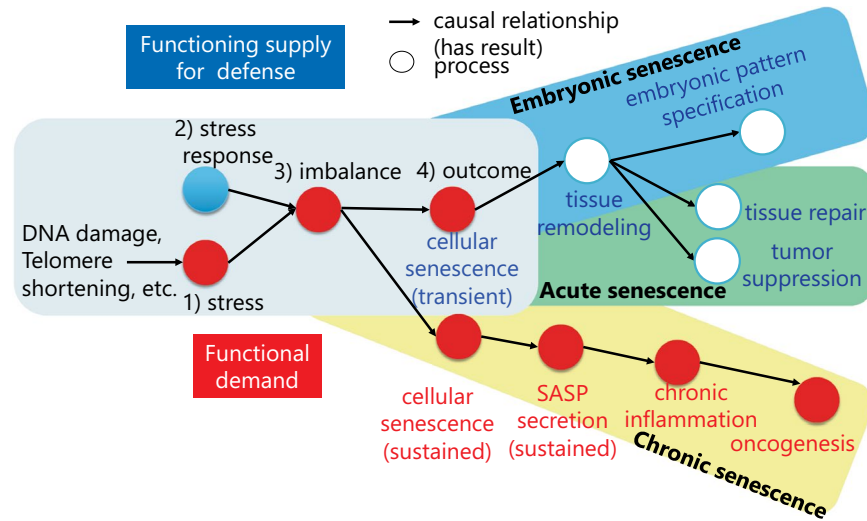 Functioning supply
for defense
causal relationship
(has result)
process
Embryonic senescence
embryonic pattern
specification
2) stress
response
3) imbalance
4) outcome
DNA damage,
Telomere
shortening, etc.
1) stress
cellular
senescence
(transient)
tissue
remodeling
tissue repair
tumor
suppression
Acute senescence
Functional
demand
cellular
senescence
(sustained)
SASP
secretion
(sustained)
chronic
inflammation
oncogenesis
Chronic senescence